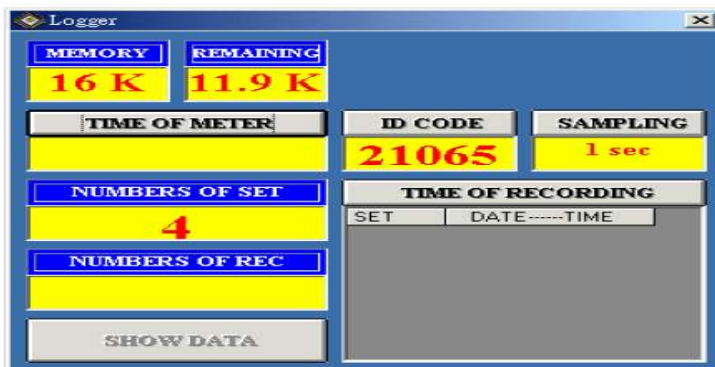 Logger
MEMORY REMAINING
16 K 11.9 K
TIME OF METER
ID CODE SAMPLING
21065 1 sec
NUMBERS OF SET
4
TIME OF RECORDING
SET DATE-----TIME
NUMBERS OF REC
SHOW DATA